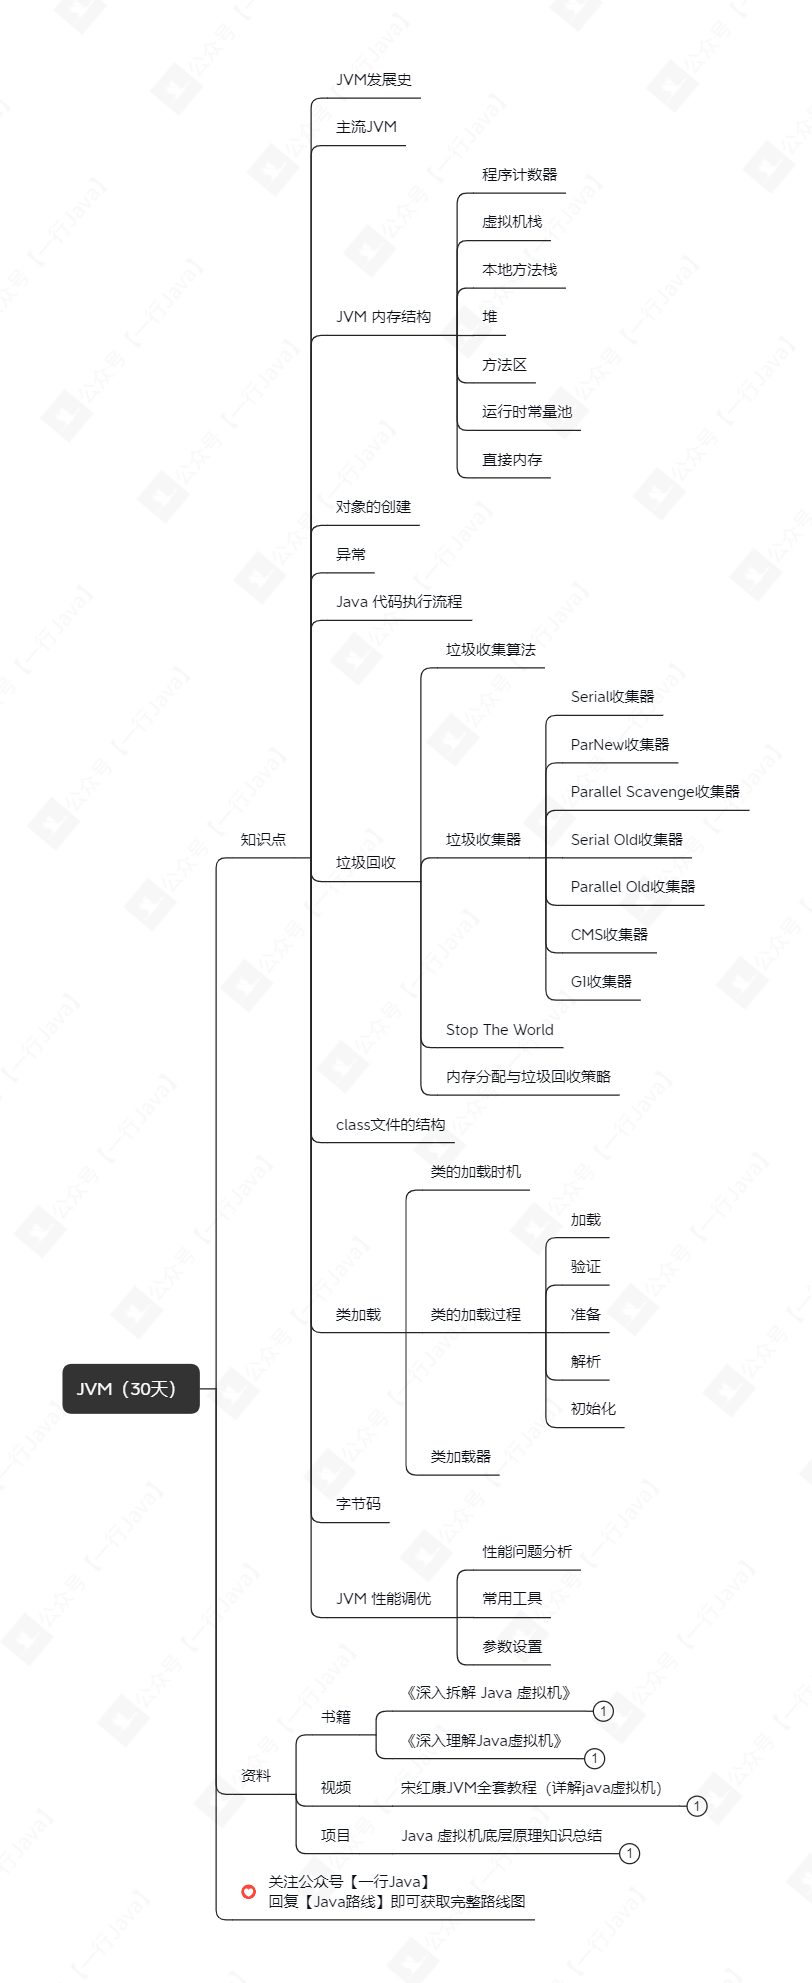 JVM发展史
主流JVM
程序计数器
虚拟机栈
本地方法栈
JVM 内存结构
堆
方法区
运行时常量池
直接内存
对象的创建
异常
Java 代码执行流程
垃圾收集算法
Serial收集器
ParNew收集器
Parallel Scavenge收集器
知识点
垃圾收集器
Serial Old收集器
垃圾回收
Parallel Old收集器
CMS收集器
G1收集器
Stop The World
内存分配与垃圾回收策略
class文件的结构
类的加载时机
加载
验证
类加载
类的加载过程
准备
解析
JVM（30天）
初始化
类加载器
字节码
性能问题分析
JVM 性能调优
常用工具
参数设置
《深入拆解 Java 虚拟机》
1
书籍
《深入理解Java虚拟机》
1
资料
视频
宋红康JVM全套教程（详解java虚拟机）
1
项目
Java 虚拟机底层原理知识总结
1
关注公众号【一行Java】
回复【Java路线】即可获取完整路线图
公众号【一行Java】